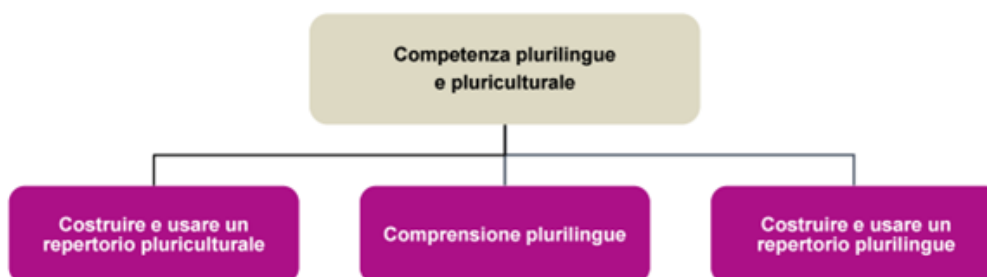 Competenza plurilingue
e pluriculturale
Costruire e usare un
repertorio pluriculturale
Comprensione plurilingue
Costruire e usare un
repertorio plurilingue